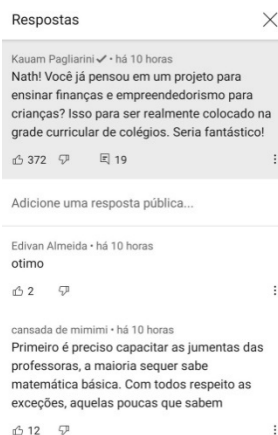 Respostas
Kauam Pagliarini • há 10 horas
Nath! Você já pensou em um projeto para
ensinar finanças e empreendedorismo para
crianças? Isso para ser realmente colocado na
grade curricular de colégios. Seria fantástico!
372 19
Adicione uma resposta pública...
Edivan Almeida • há 10 horas
otimo
2
cansada de mimimi • há 10 horas
Primeiro é preciso capacitar as jumentas das
professoras, a maioria sequer sabe
matemática básica. Com todos respeito as
exceções, aquelas poucas que sabem
12